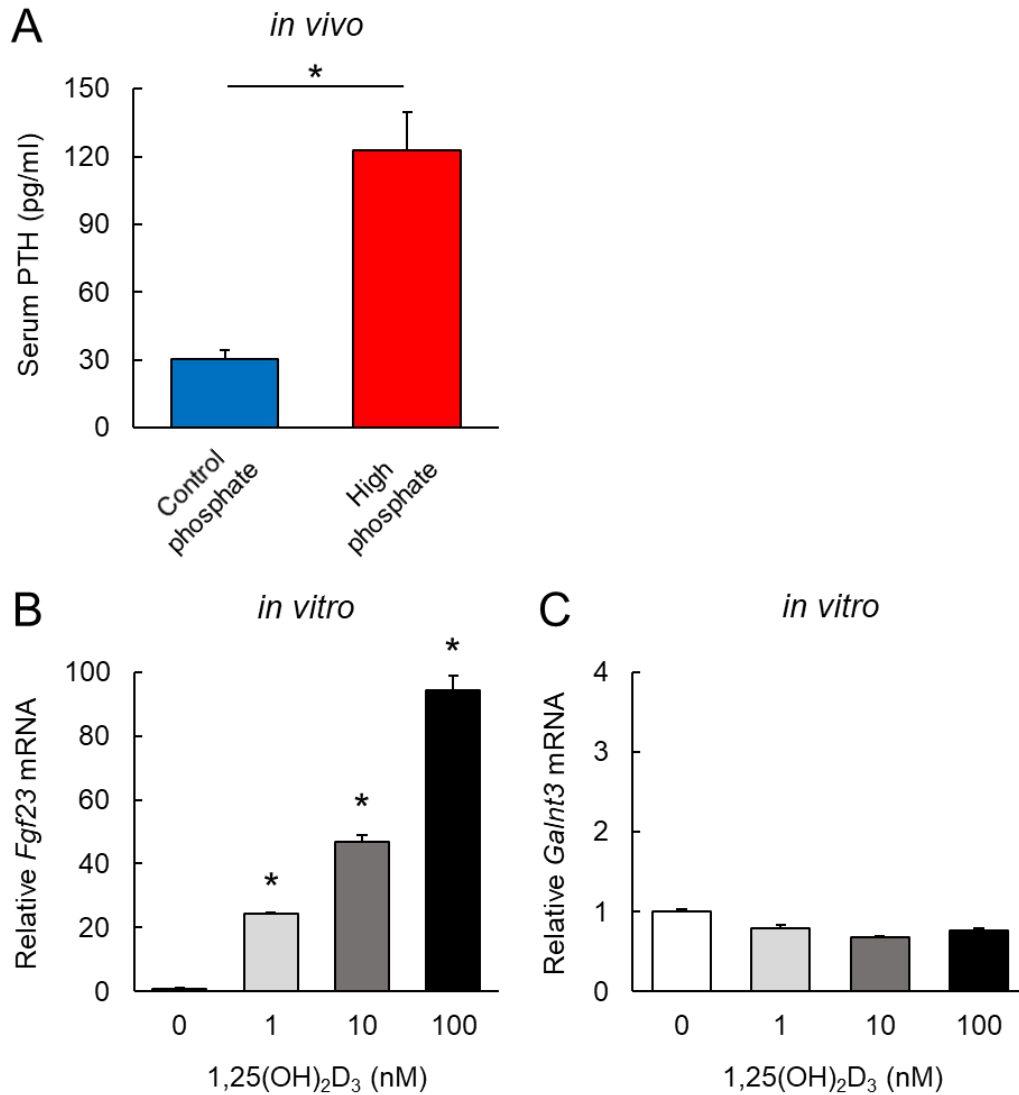 A
in vivo
*
150
120
90
60
30
0
Serum PTH (pg/ml)
Control
phosphate
High
phosphate
B
in vitro
*
*
*
100
80
60
40
20
0
Relative Fgf23 mRNA
0 1 10 100
1,25(OH)₂D₃ (nM)
C
in vitro
4
3
2
1
0
Relative Galnt3 mRNA
0 1 10 100
1,25(OH)₂D₃ (nM)